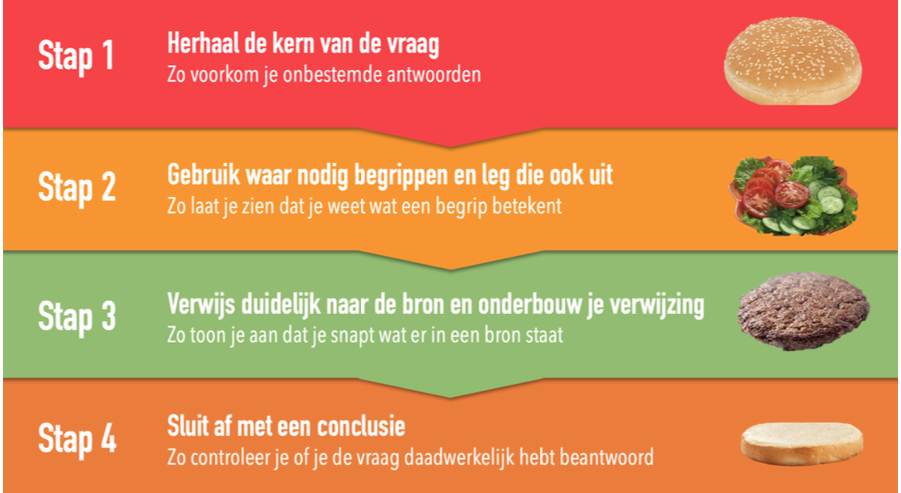 Stap 1
Herhaal de kern van de vraag
Zo voorkom je onbestemde antwoorden
Stap 2
Gebruik waar nodig begrippen en leg die ook uit
Zo laat je zien dat je weet wat een begrip betekent
Stap 3
Verwijs duidelijk naar de bron en onderbouw je verwijzing
Zo toon je aan dat je snapt wat er in een bron staat
Stap 4
Sluit af met een conclusie
Zo controleer je of je de vraag daadwerkelijk hebt beantwoord